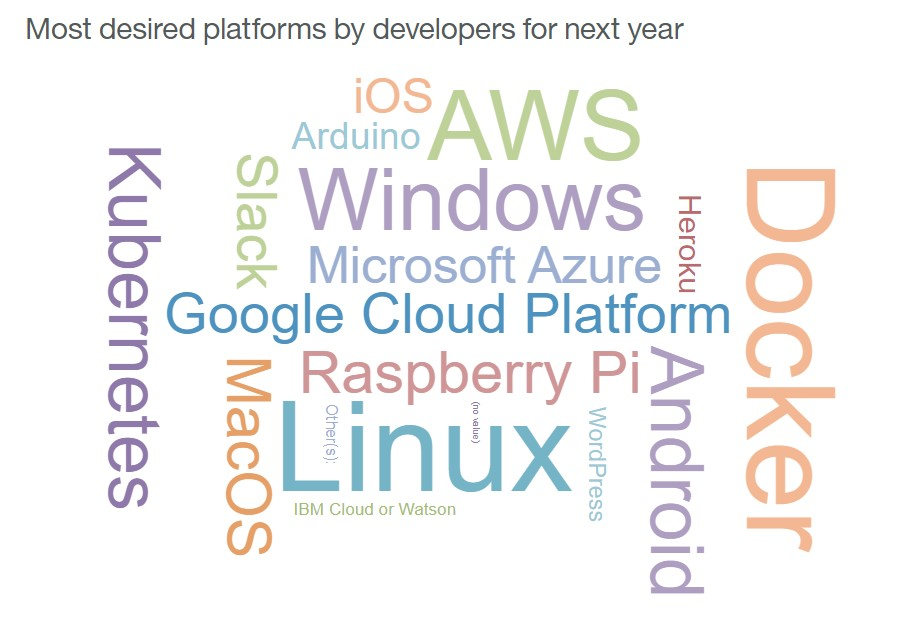 Most desired platforms by developers for next year
iOS
AWS
Arduino
Kubernetes
Slack
Windows
Heroku
Docker
Microsoft Azure
Google Cloud Platform
Raspberry Pi
Android
MacOS
Linux
Other(s):
(no value)
WordPress
IBM Cloud or Watson